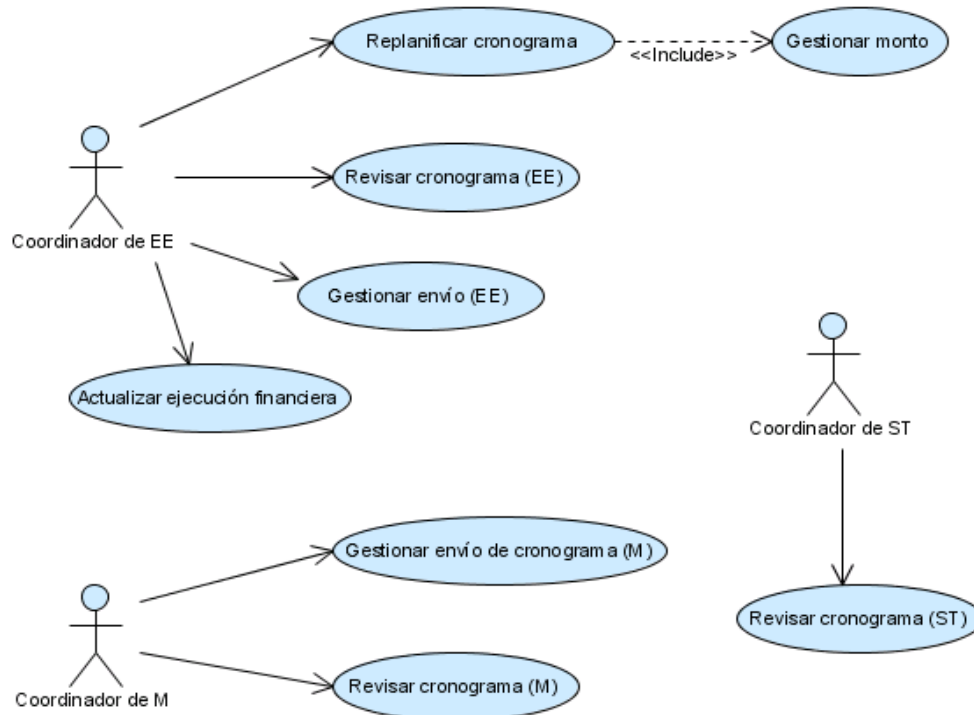 Replanificar cronograma
<<Include>>
Gestionar monto
Revisar cronograma (EE)
Coordinador de EE
Gestionar envío (EE)
Actualizar ejecución financiera
Coordinador de ST
Gestionar envío de cronograma (M)
Revisar cronograma (ST)
Revisar cronograma (M)
Coordinador de M